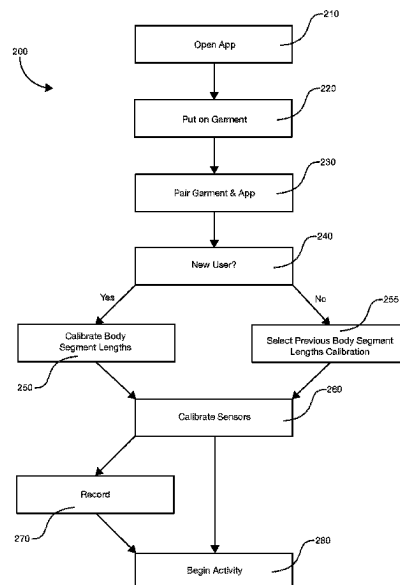 210
Open App
200
220
Put on Garment
230
Pair Garment & App
240
New User?
Yes
No
255
Calibrate Body
Segment Lengths
Select Previous Body Segment
Lengths Calibration
250
260
Calibrate Sensors
Record
270
280
Begin Activity